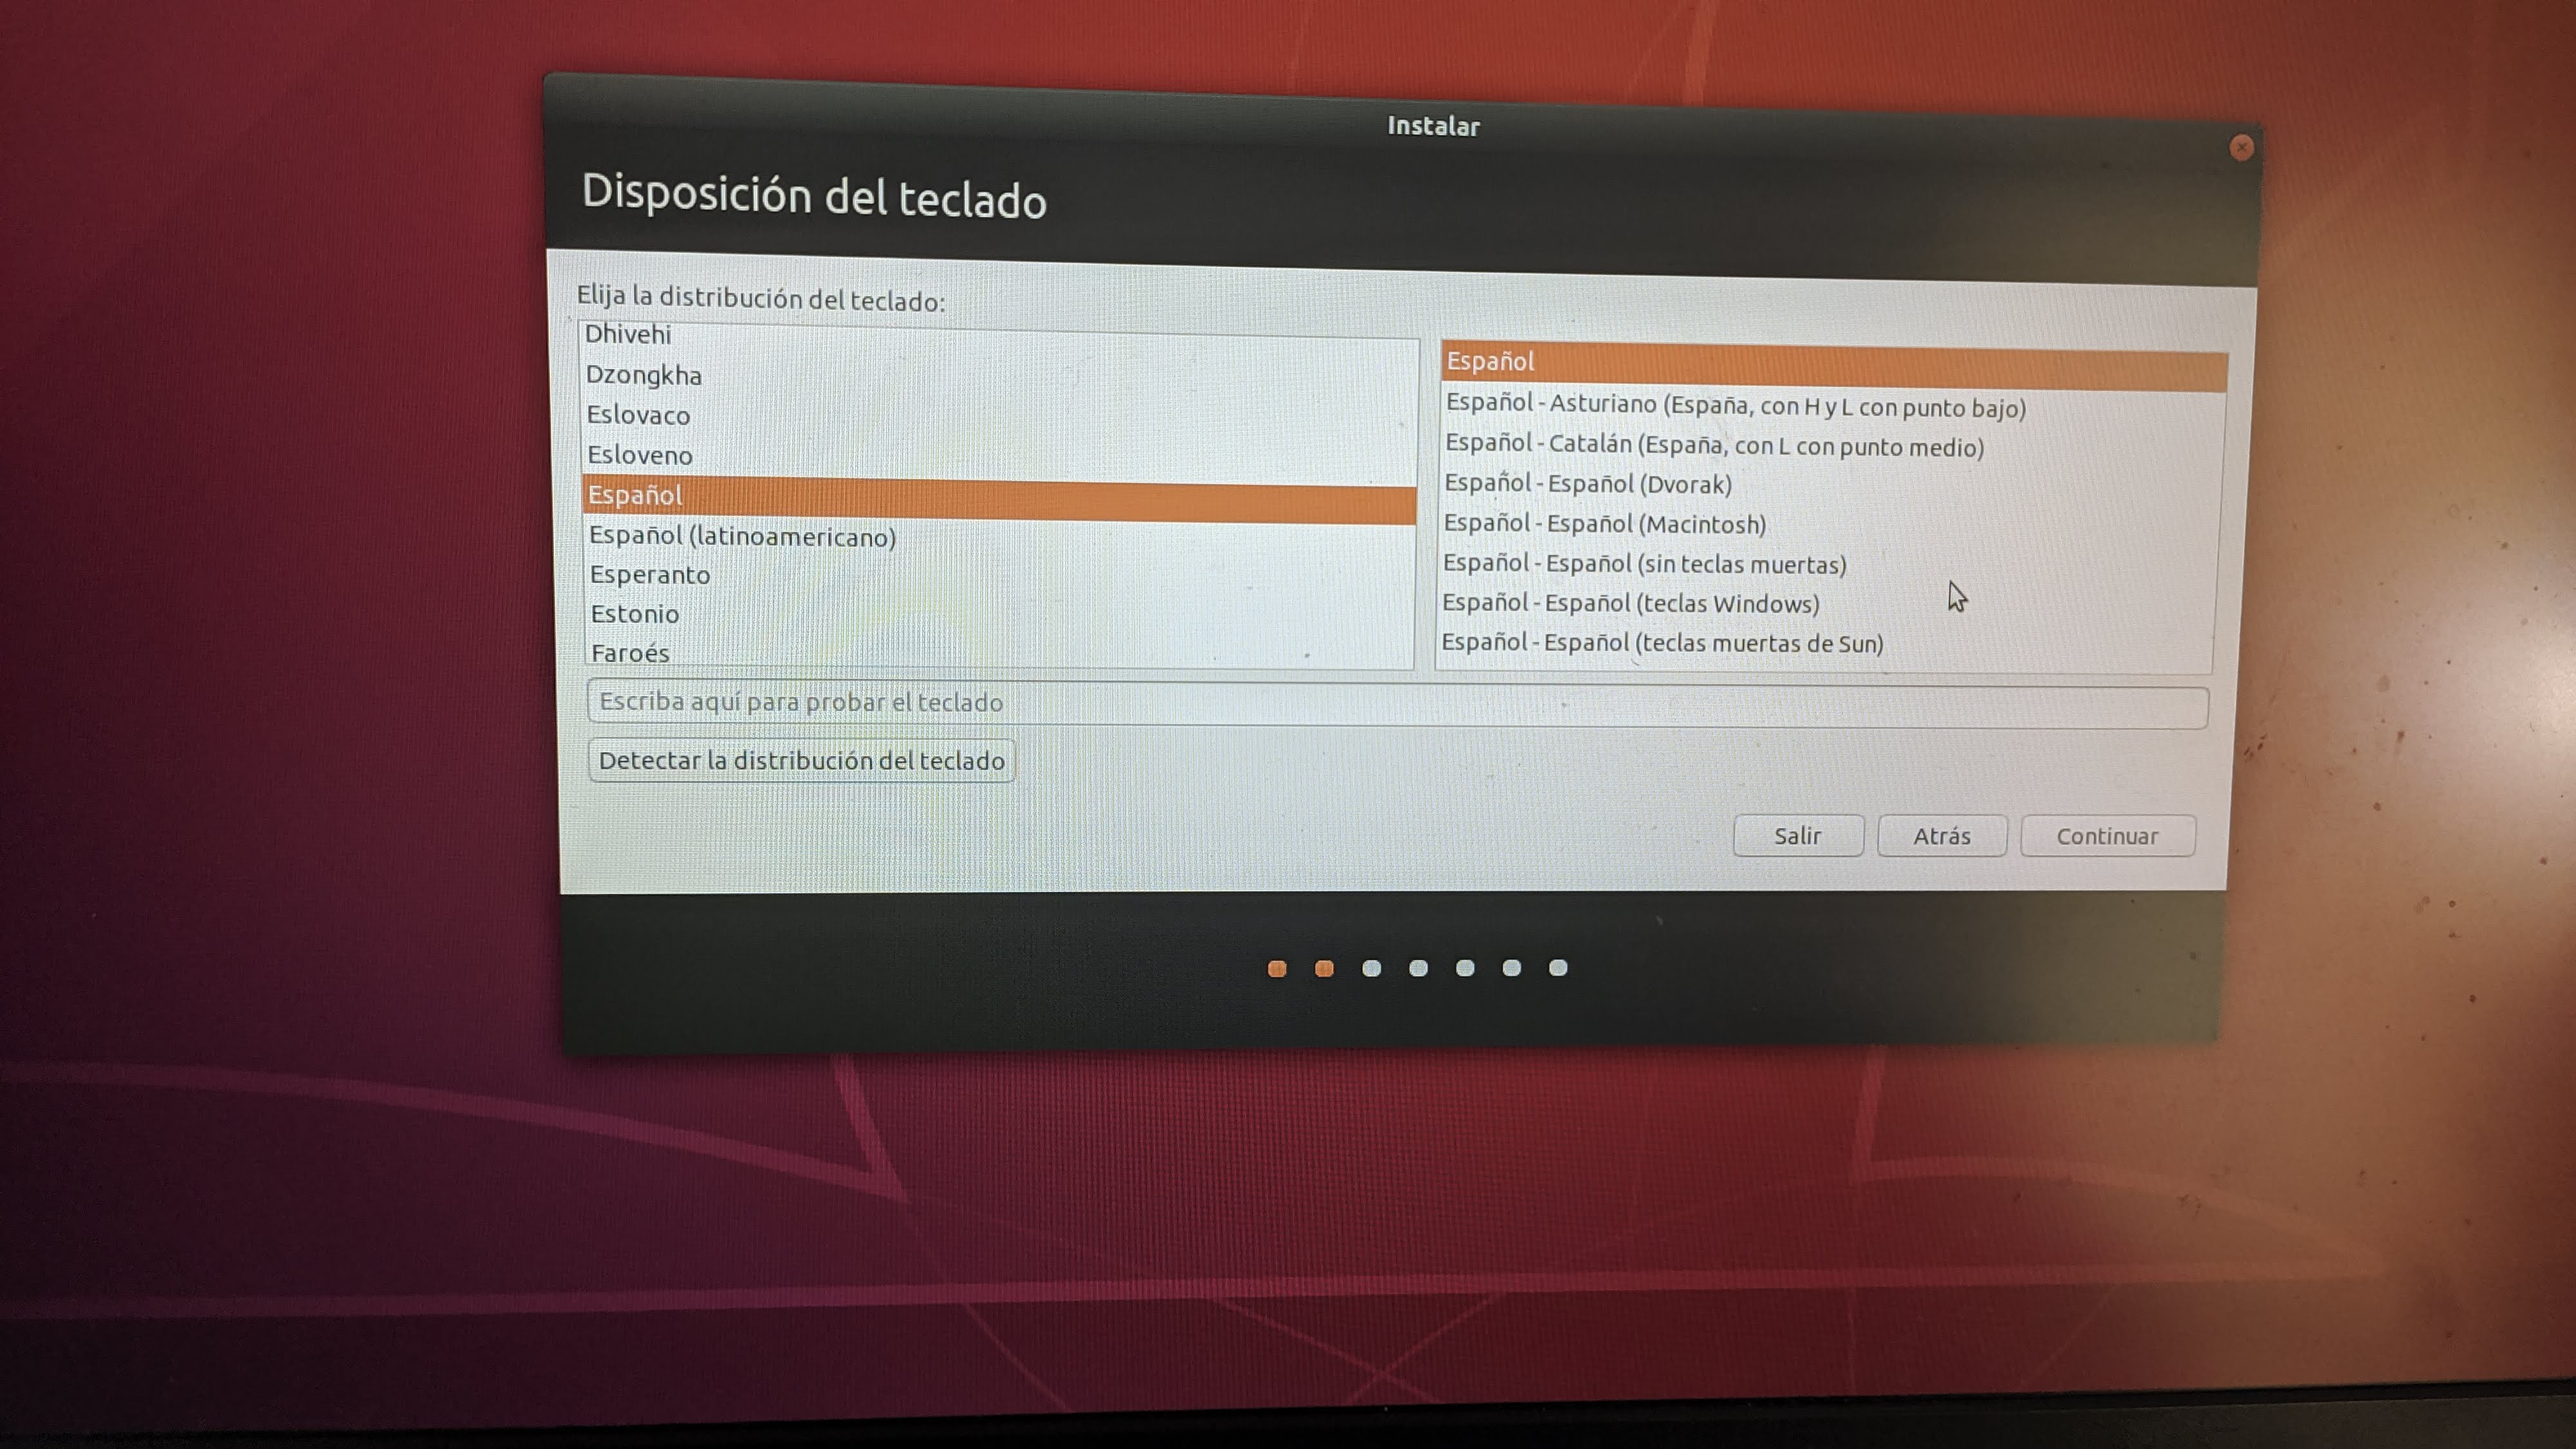 Instalar
Disposición del teclado
Elija la distribución del teclado:
Dhivehi
Dzongkha
Eslovaco
Esloveno
Español
Español (latinoamericano)
Esperanto
Estonio
Faroés
Español
Español - Asturiano (España, con H y L con punto bajo)
Español - Catalán (España, con L con punto medio)
Español - Español (Dvorak)
Español - Español (Macintosh)
Español - Español (sin teclas muertas)
Español - Español (teclas Windows)
Español - Español (teclas muertas de Sun)
Escriba aquí para probar el teclado
Detectar la distribución del teclado
Salir
Atrás
Continuar